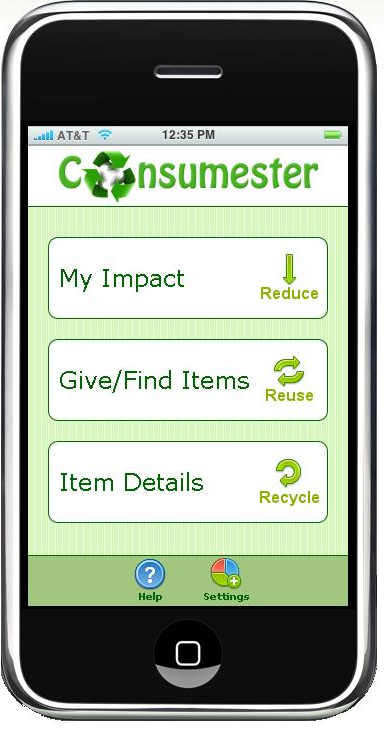 AT&T 12:35 PM
Consumester
My Impact
Reduce
Give/Find Items
Reuse
Item Details
Recycle
?
Help Settings